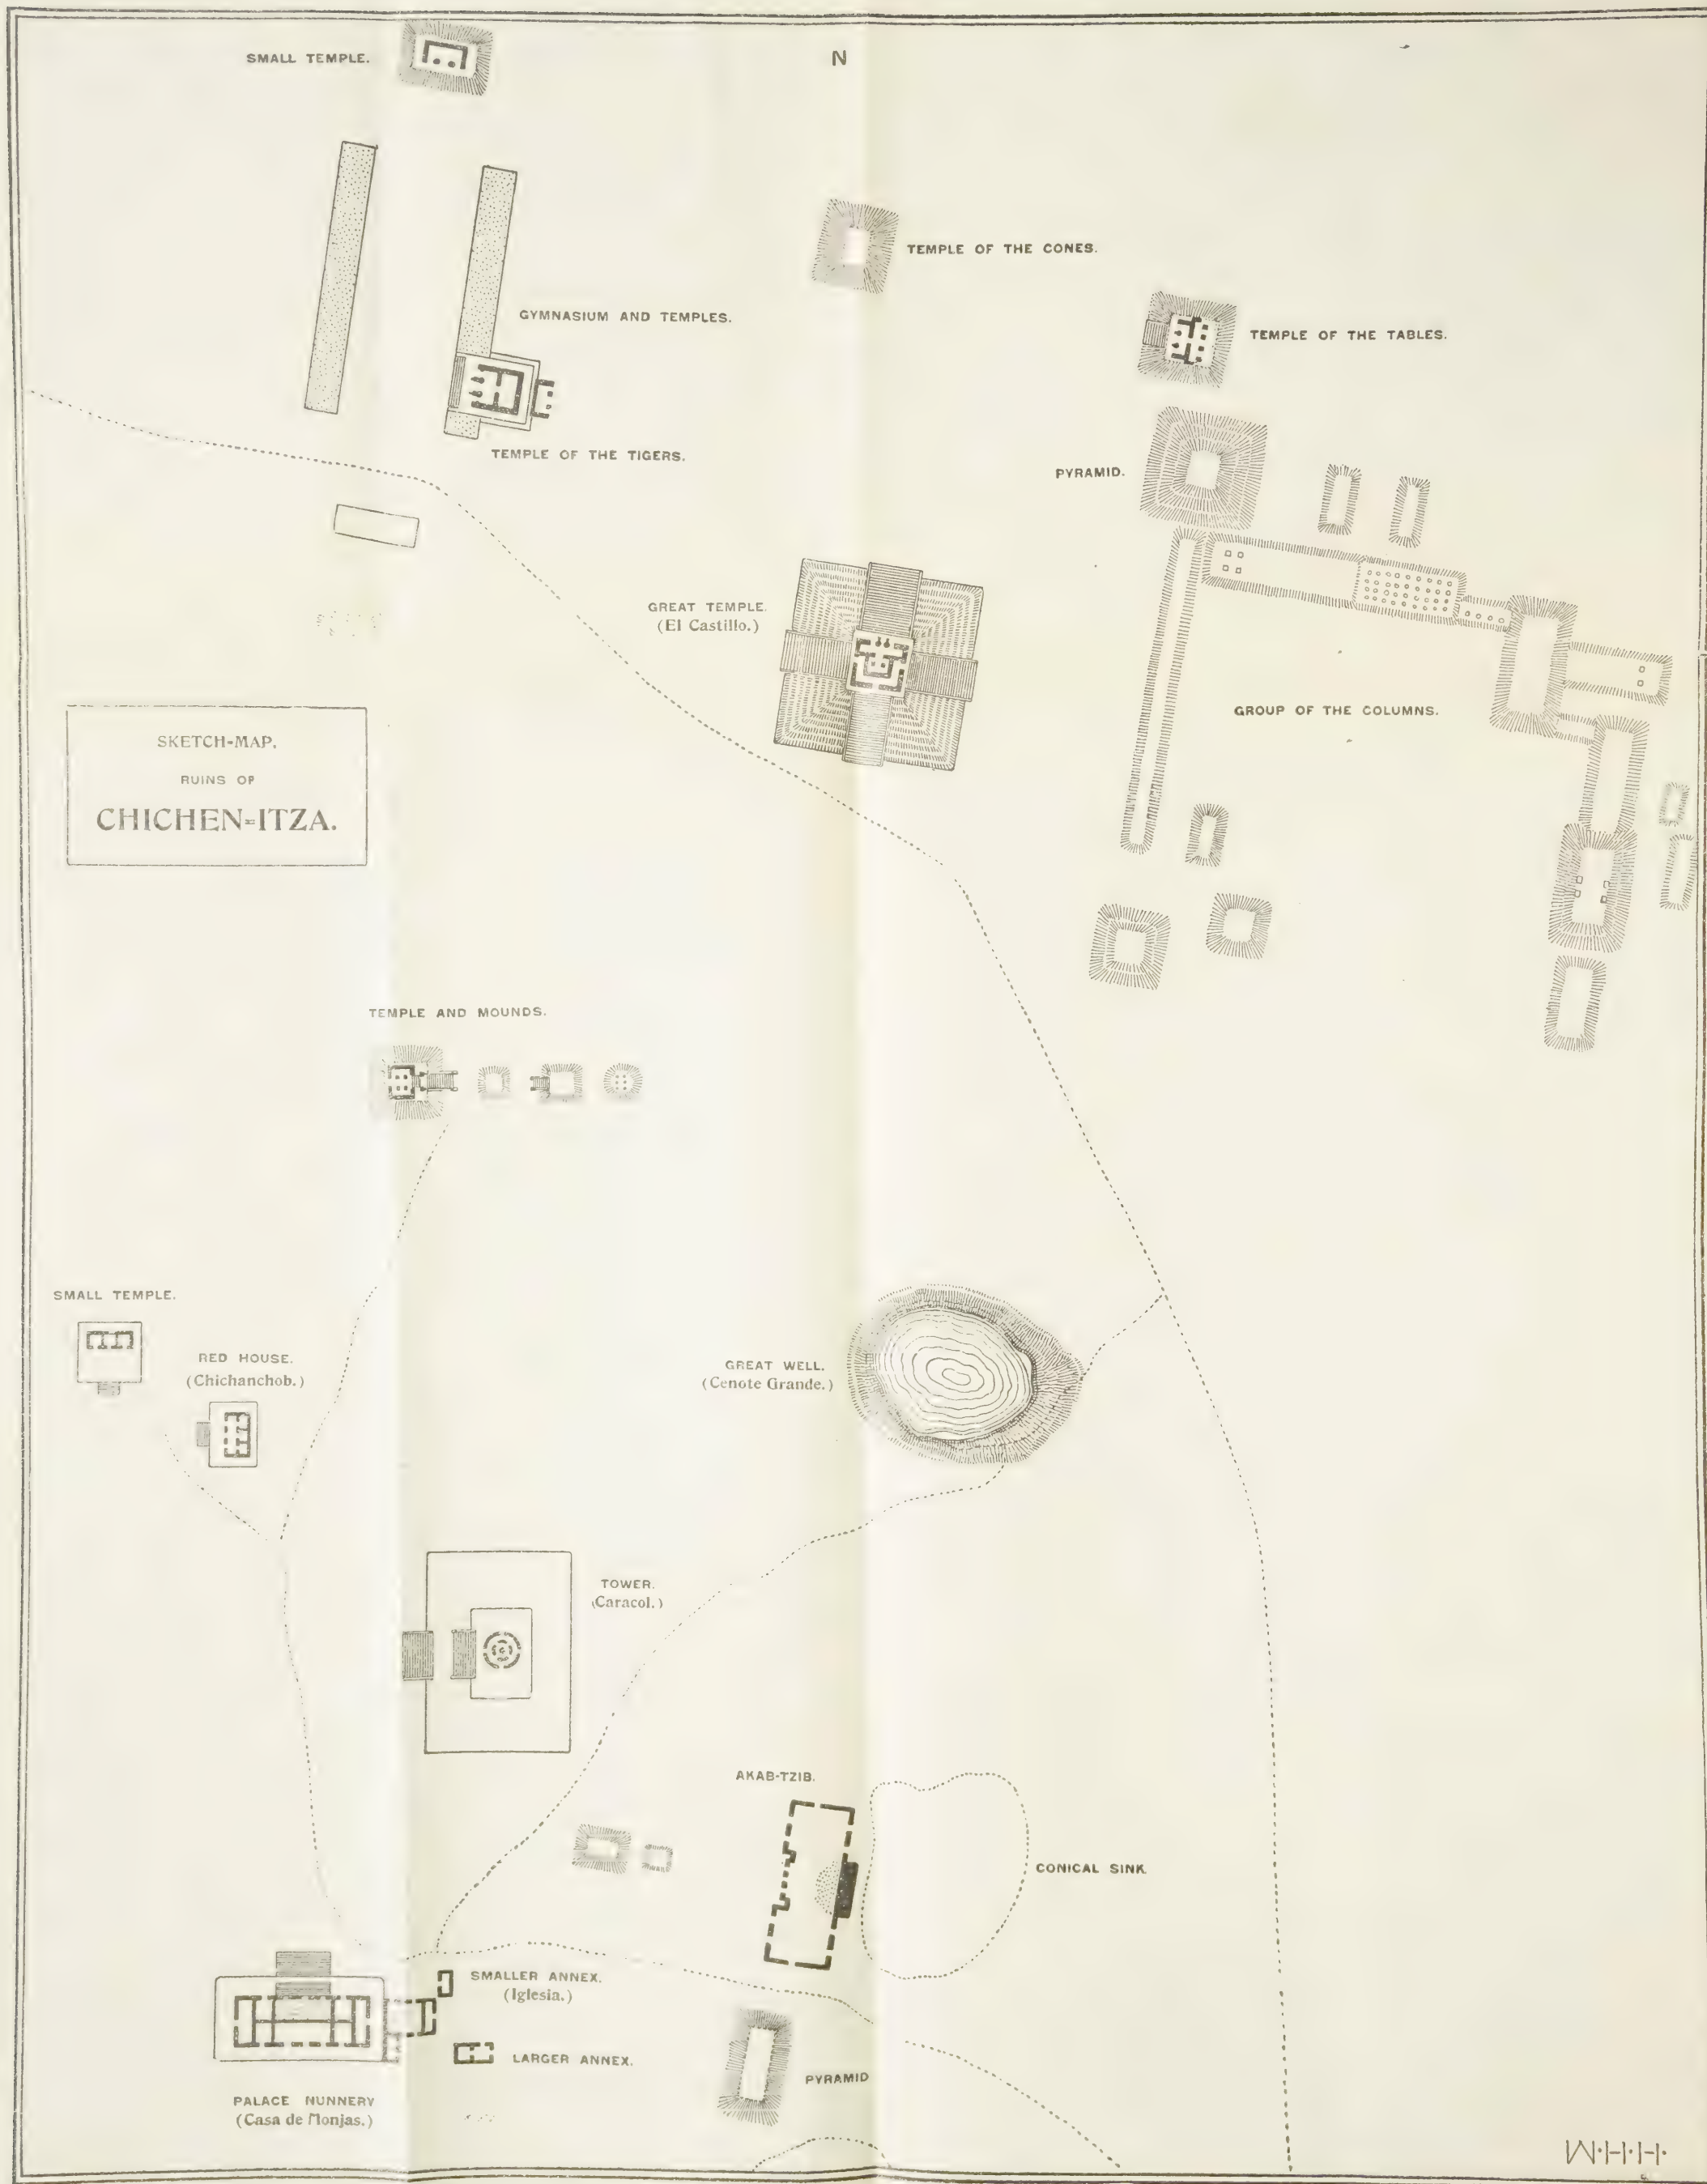 SMALL TEMPLE.
N
TEMPLE OF THE CONES.
GYMNASIUM AND TEMPLES.
TEMPLE OF THE TABLES.
TEMPLE OF THE TIGERS.
PYRAMID.
GREAT TEMPLE.
(El Castillo.)
GROUP OF THE COLUMNS.
SKETCH-MAP,
RUINS OF
CHICHEN=ITZA.
TEMPLE AND MOUNDS.
SMALL TEMPLE.
RED HOUSE.
(Chichanchob.)
GREAT WELL.
(Cenote Grande.)
TOWER.
(Caracol.)
AKAB-TZIB.
CONICAL SINK
SMALLER ANNEX.
(Iglesia.)
LARGER ANNEX.
PYRAMID
PALACE NUNNERY
(Casa de Monjas.)
W·H·H·